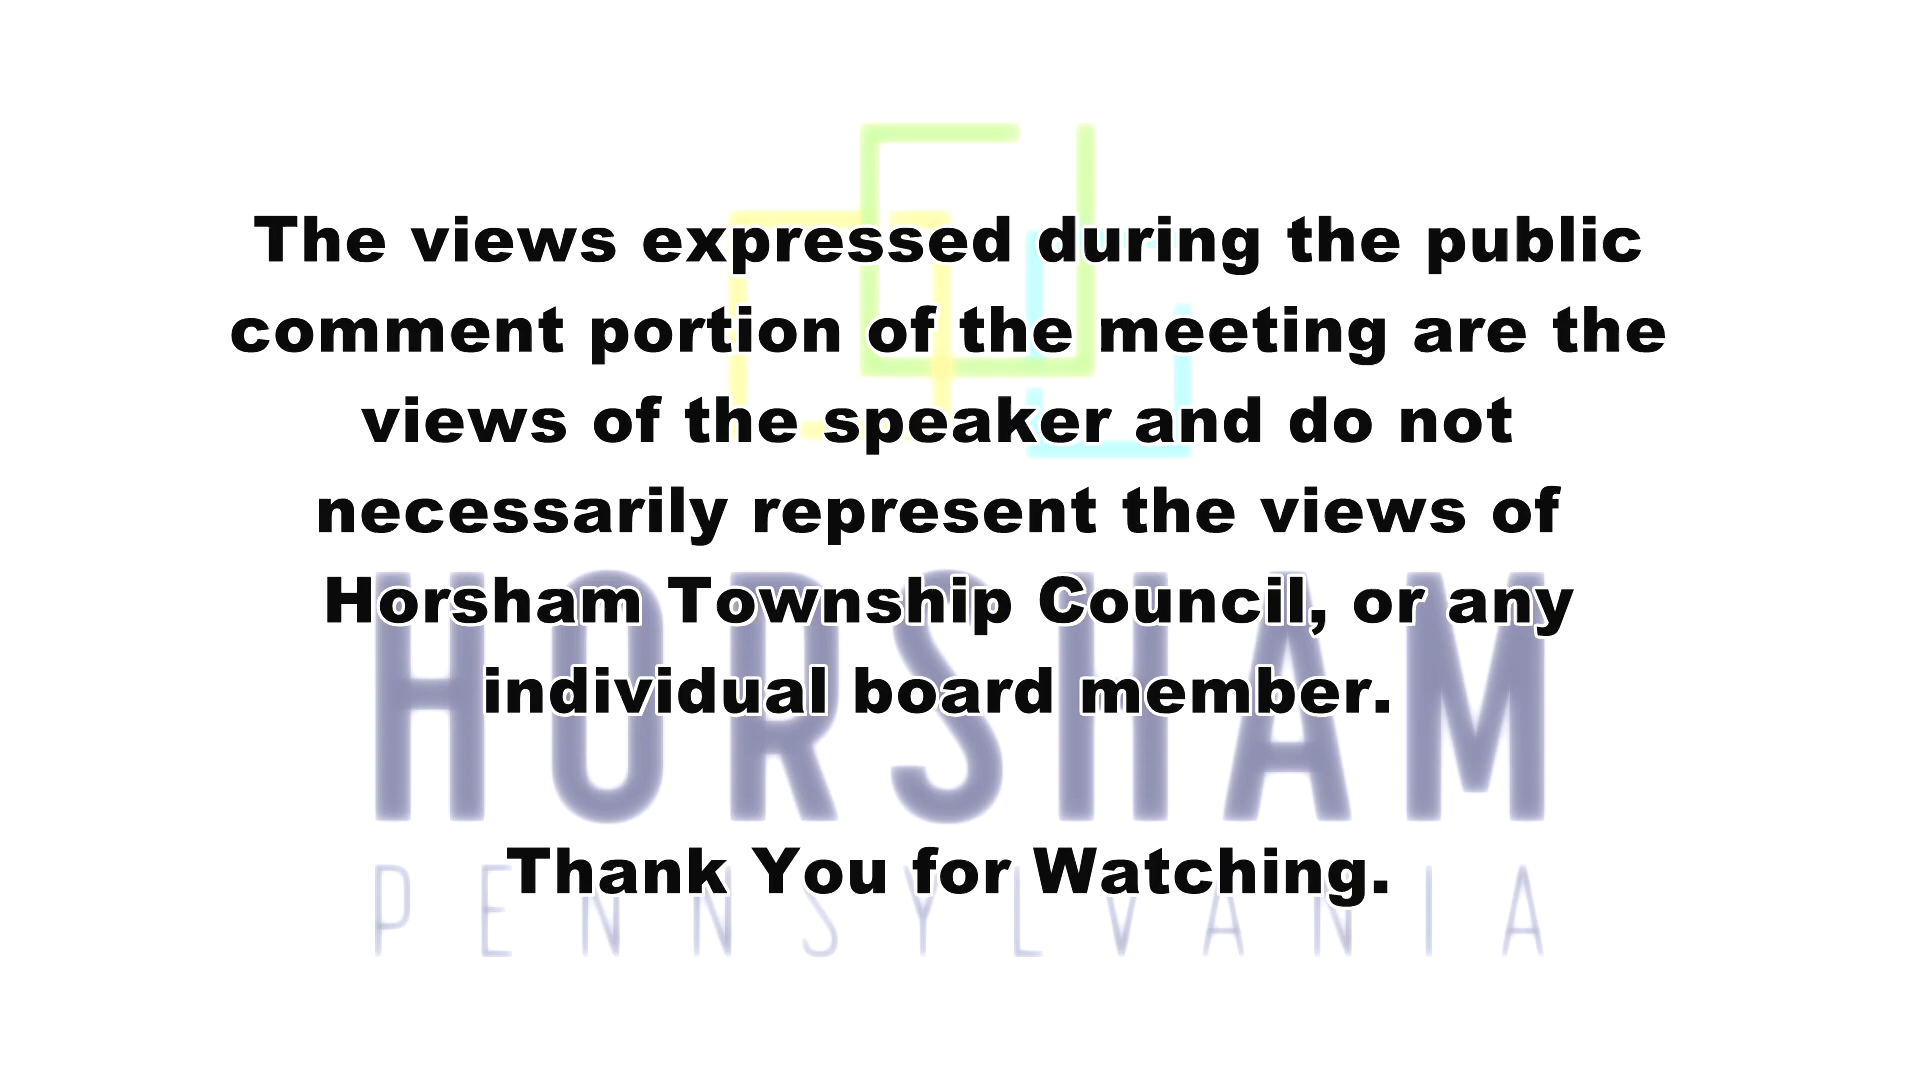 The views expressed during the public
comment portion of the meeting are the
views of the speaker and do not
necessarily represent the views of
Horsham Township Council, or any
individual board member.
HORSHAM
Thank You for Watching.
PENNSYLVANIA